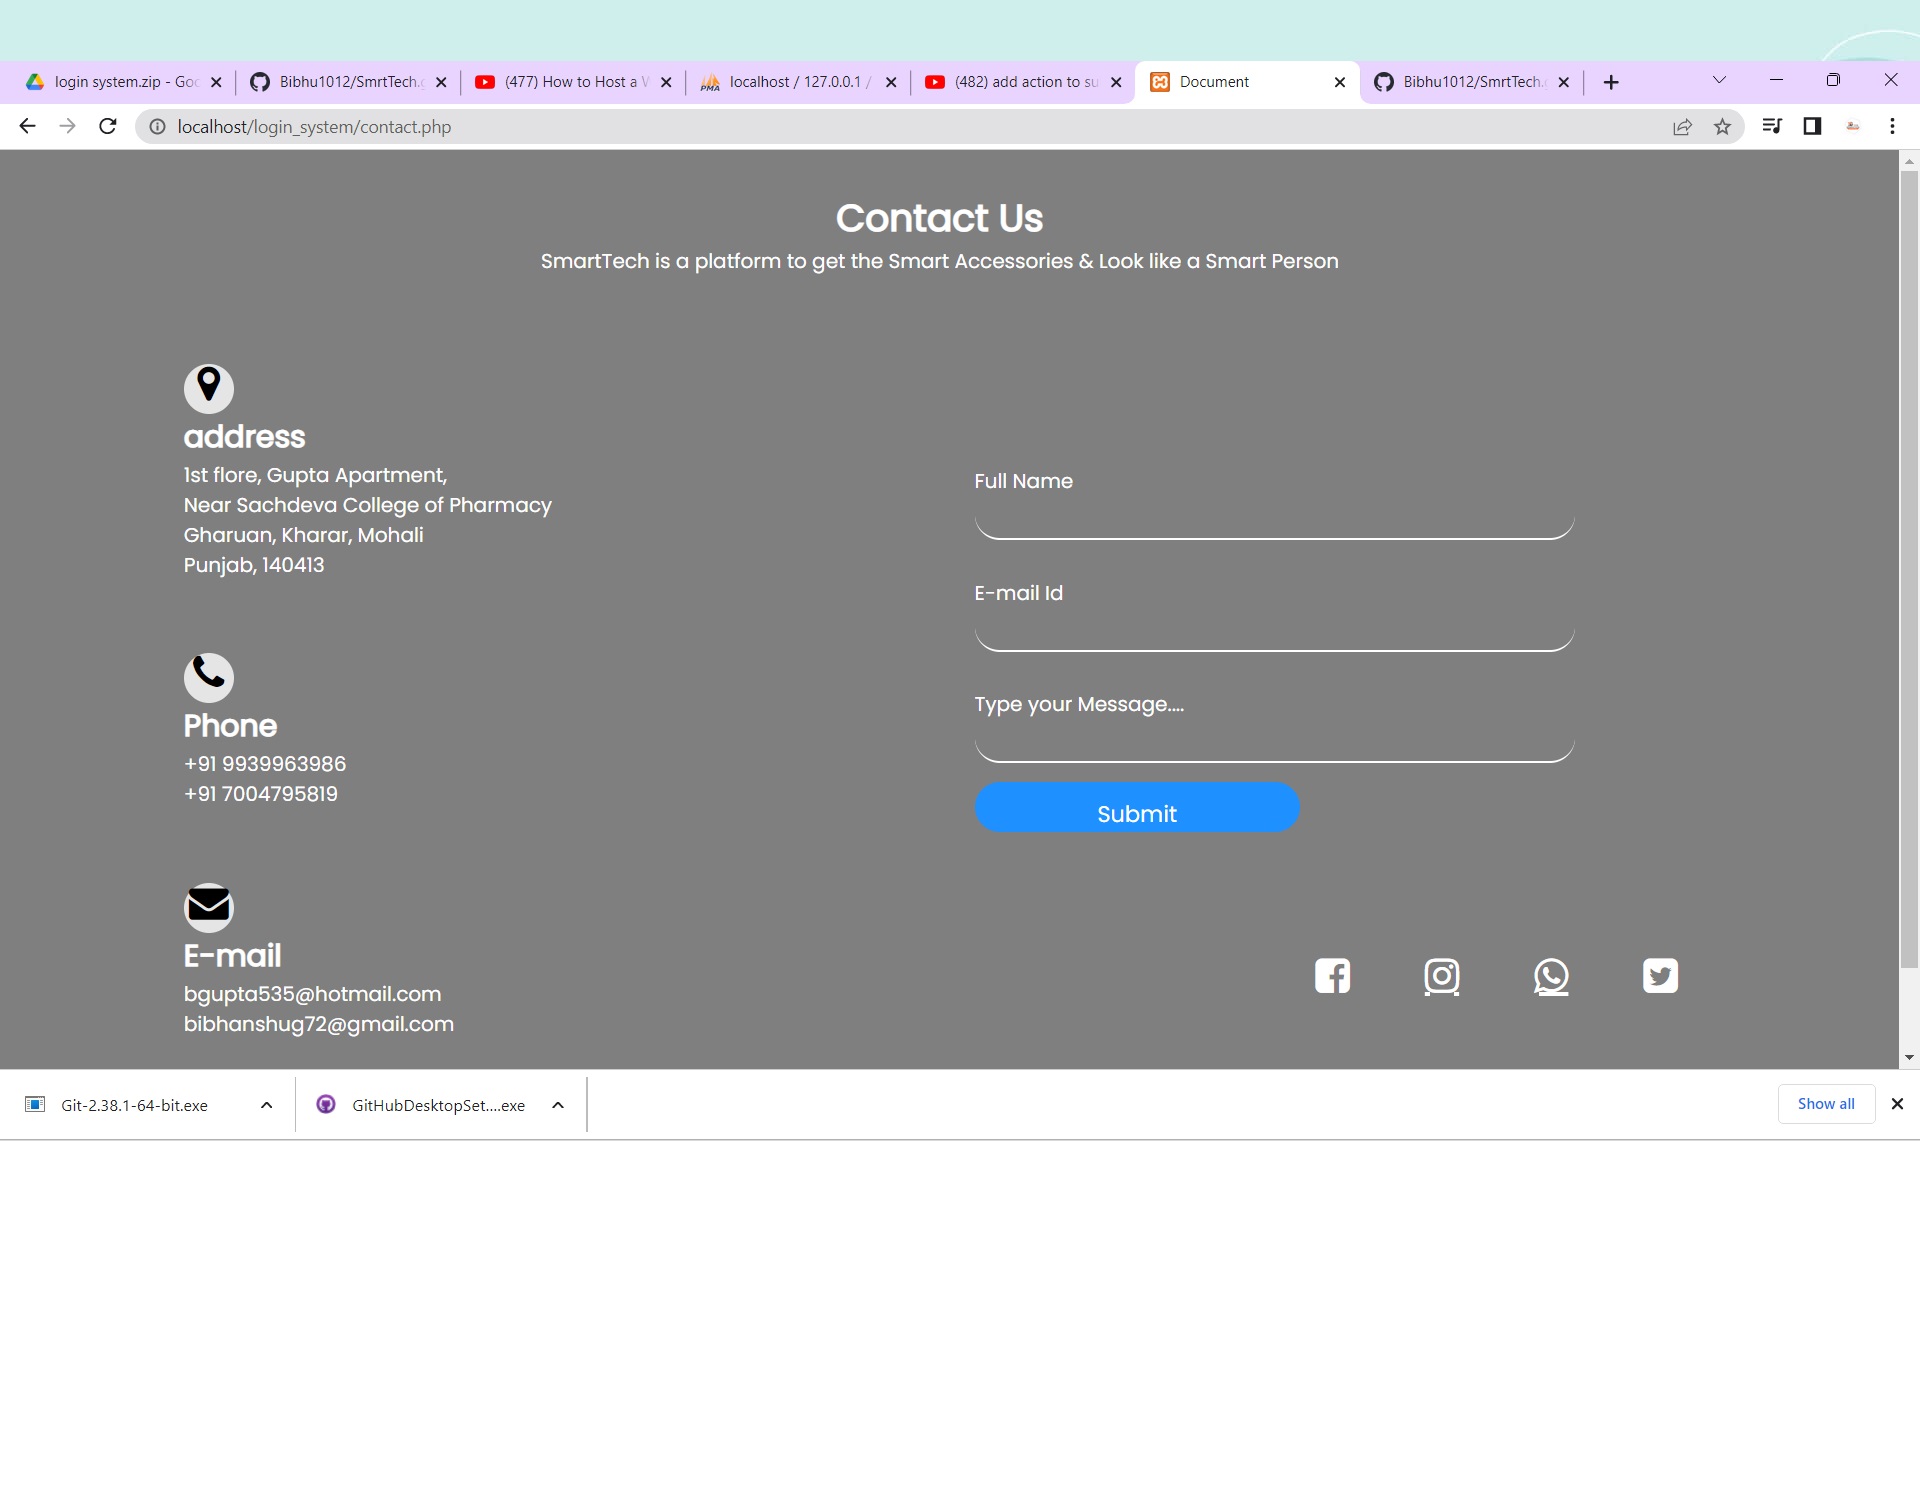 login system.zip - Goo
Bibhu1012/SmrtTech.g
(477) How to Host a W
localhost / 127.0.0.1 /
(482) add action to su
Document
Bibhu1012/SmrtTech.g
localhost/login_system/contact.php
Contact Us
SmartTech is a platform to get the Smart Accessories & Look like a Smart Person
address
1st flore, Gupta Apartment,
Near Sachdeva College of Pharmacy
Gharuan, Kharar, Mohali
Punjab, 140413
Phone
+91 9939963986
+91 7004795819
E-mail
bgupta535@hotmail.com
bibhanshug72@gmail.com
Full Name
E-mail Id
Type your Message....
Submit
Git-2.38.1-64-bit.exe
GitHubDesktopSet....exe
Show all